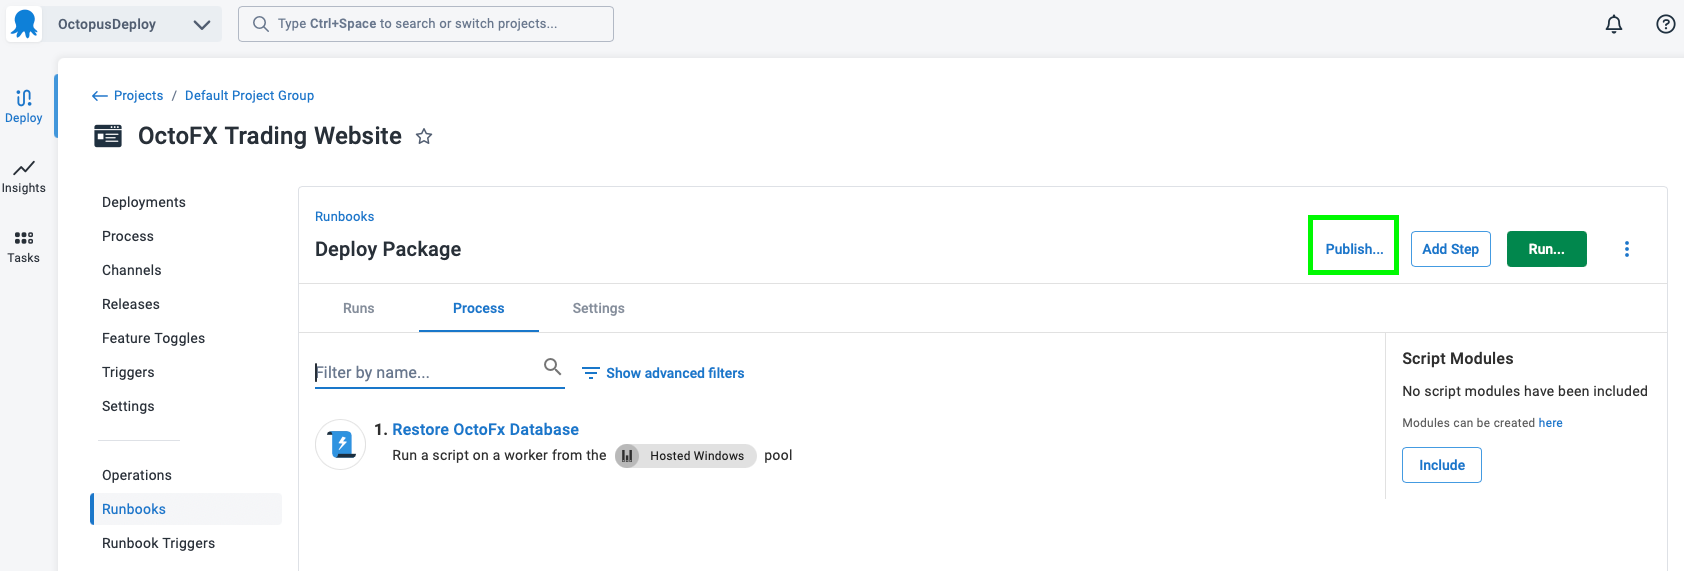 OctopusDeploy
Type Ctrl+Space to search or switch projects...
Deploy
Insights
Tasks
Projects / Default Project Group
OctoFX Trading Website
Deployments
Process
Channels
Releases
Feature Toggles
Triggers
Settings
Operations
Runbooks
Runbook Triggers
Runbooks
Deploy Package
Publish...
Add Step
Run...
Runs
Process
Settings
Filter by name...
Show advanced filters
1. Restore OctoFx Database
Run a script on a worker from the Hosted Windows pool
Script Modules
No script modules have been included
Modules can be created here
Include